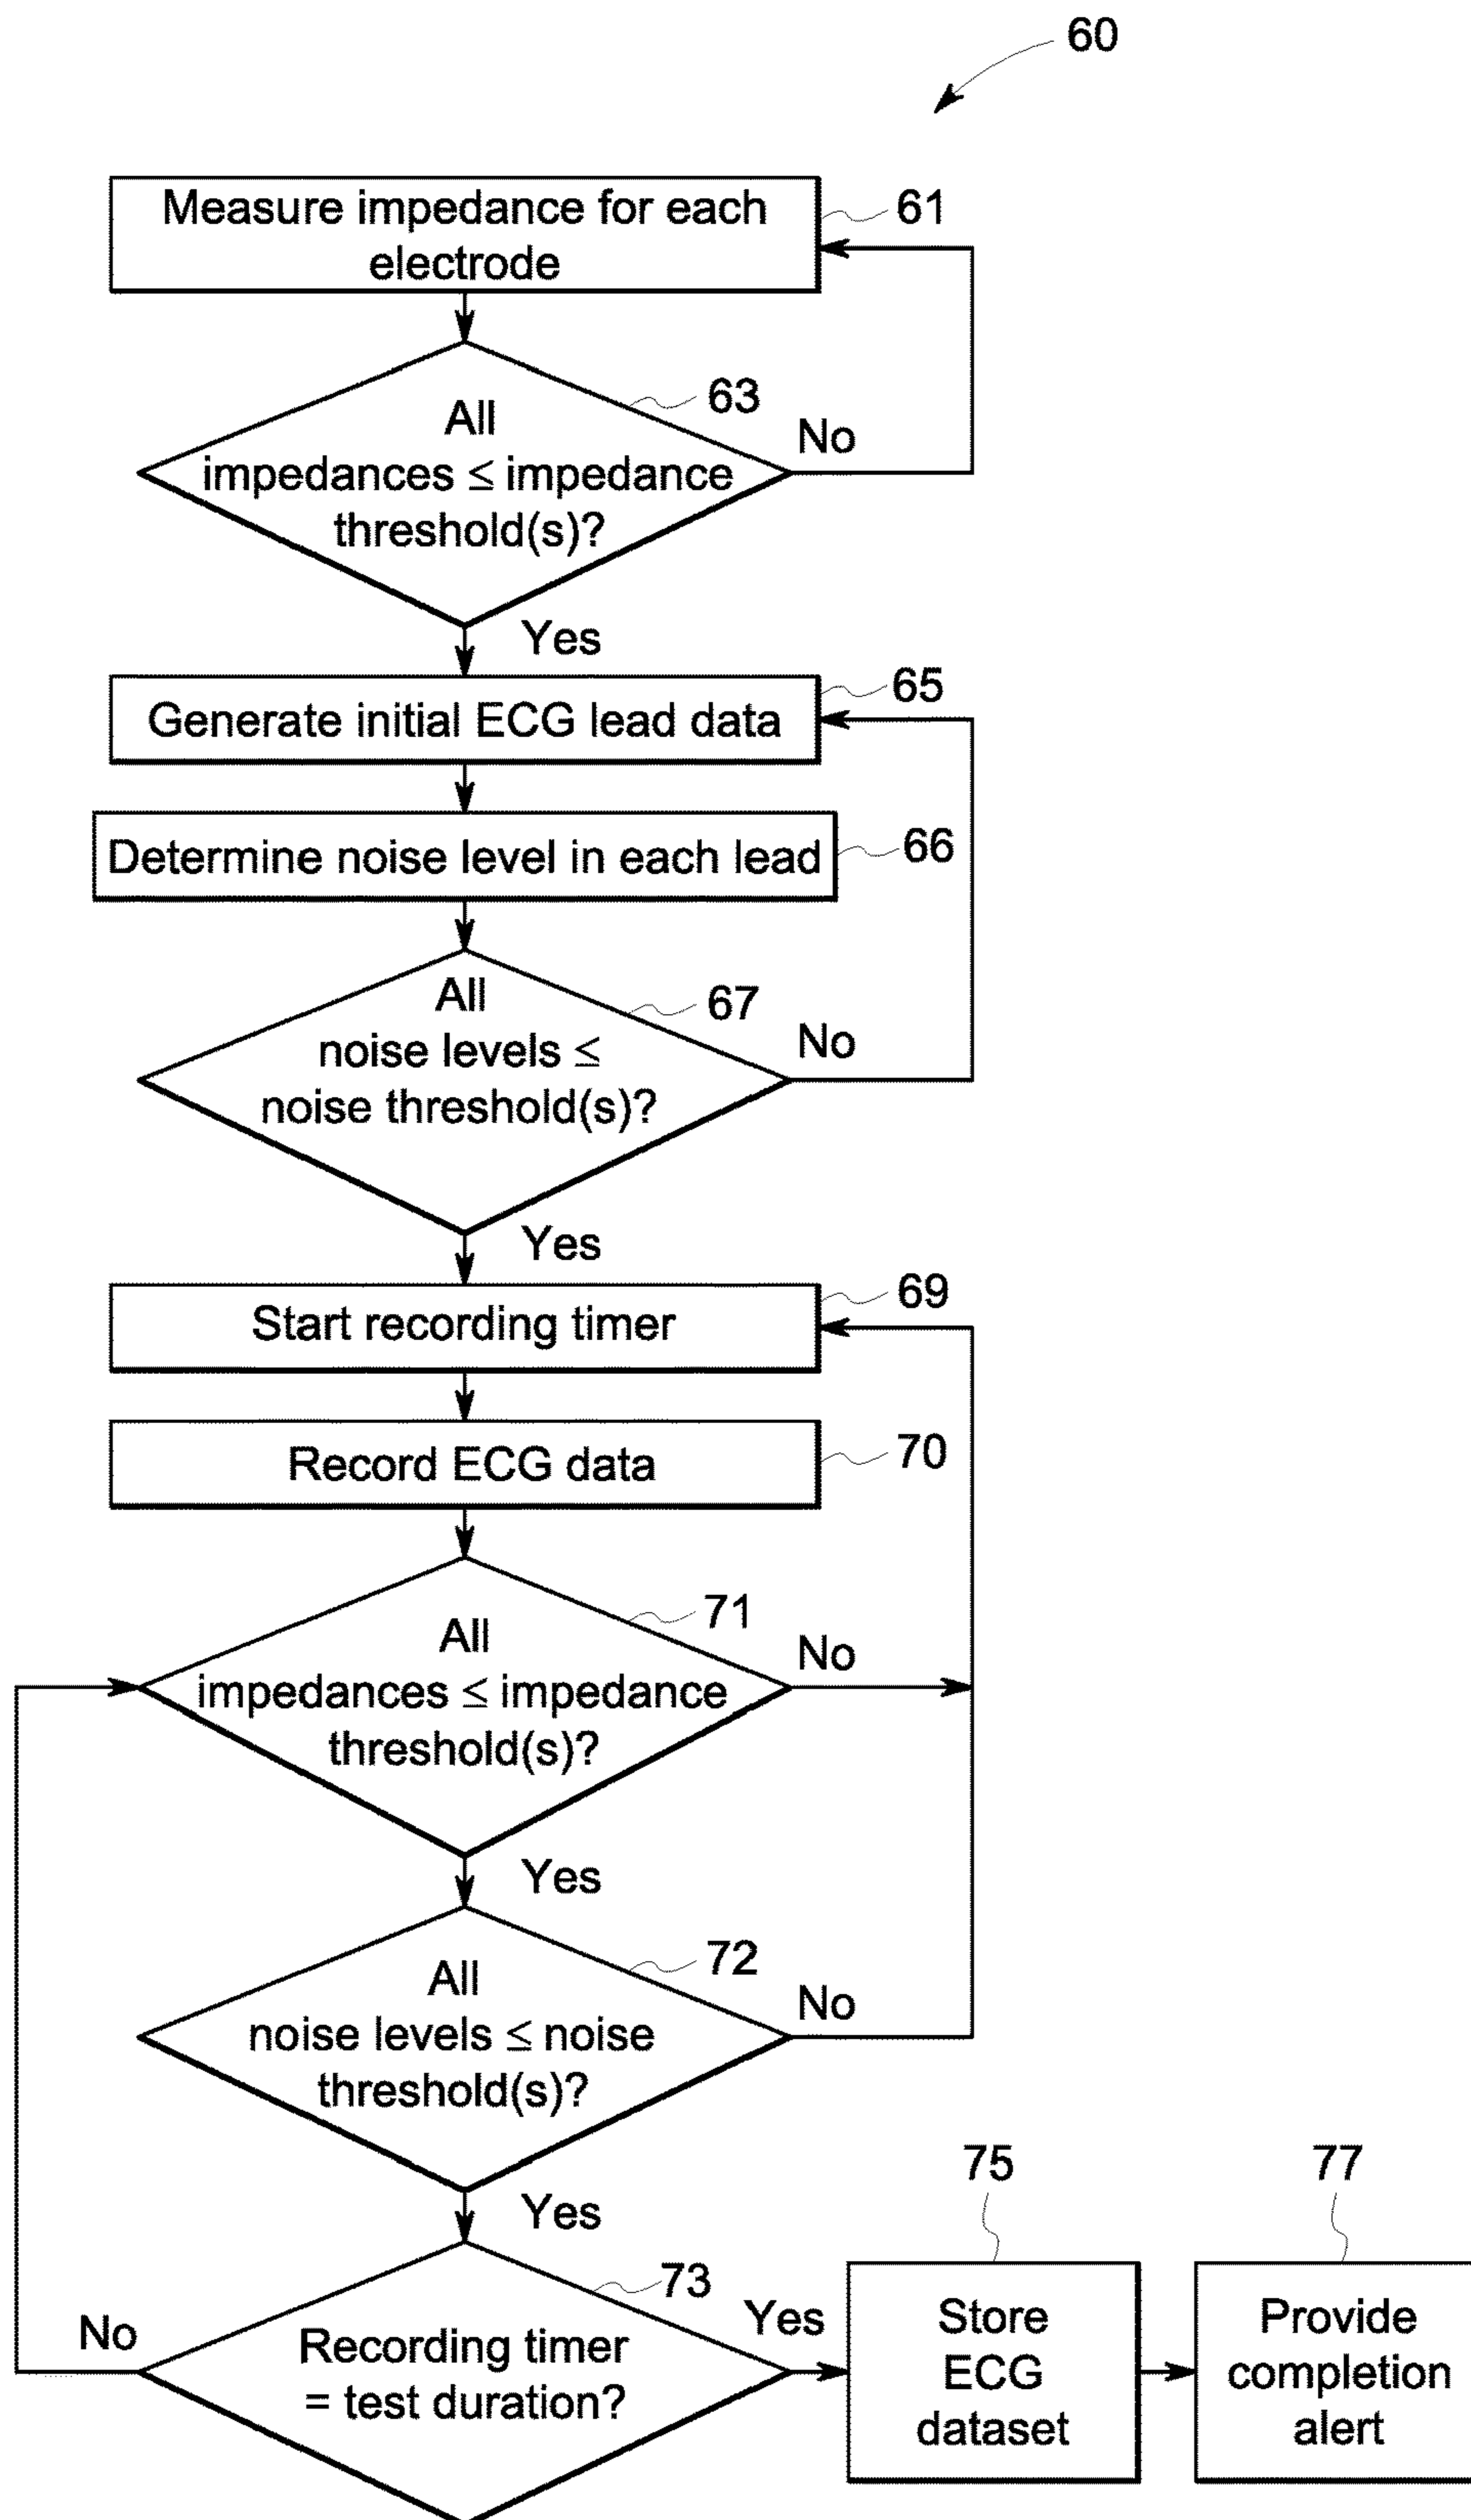 60
Measure impedance for each
electrode
61
All
impedances ≤ impedance
threshold(s)?
63
No
Yes
Generate initial ECG lead data
65
Determine noise level in each lead
66
All
noise levels ≤
noise threshold(s)?
67
No
Yes
Start recording timer
69
Record ECG data
70
All
impedances ≤ impedance
threshold(s)?
71
No
Yes
All
noise levels ≤ noise
threshold(s)?
72
No
Yes
Recording timer
= test duration?
73
No
Yes
75
Store
ECG
dataset
77
Provide
completion
alert